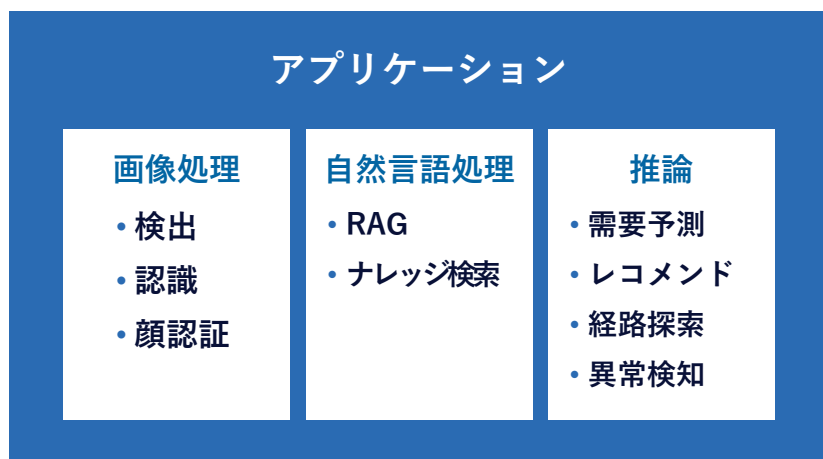 アプリケーション
画像処理
・検出
・認識
・顔認証
自然言語処理
・RAG
・ナレッジ検索
推論
・需要予測
・レコメンド
・経路探索
・異常検知